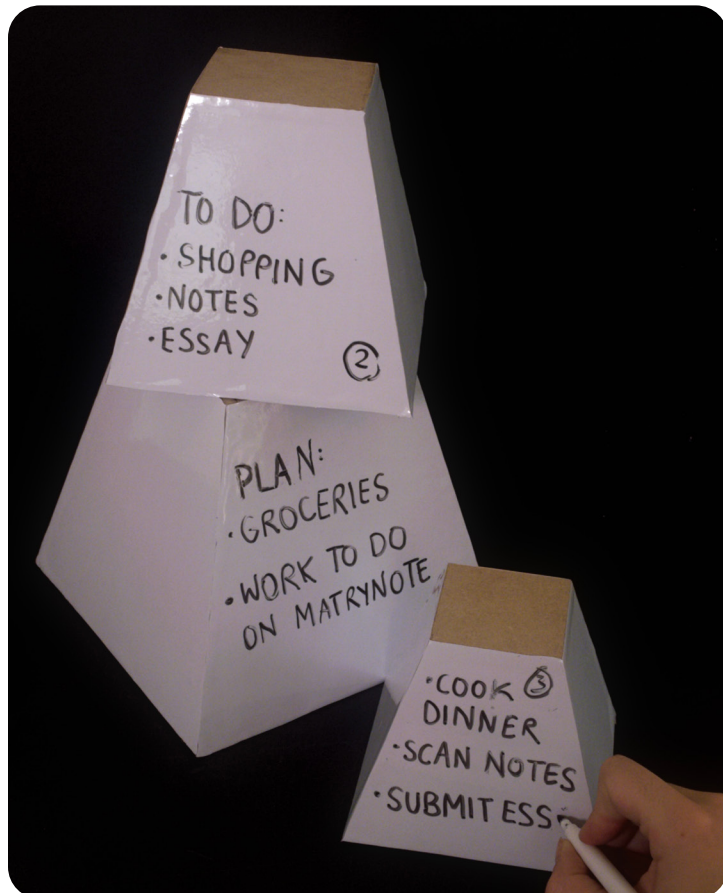 TO DO:
• SHOPPING
• NOTES
• ESSAY
2
PLAN:
• GROCERIES
• WORK TO DO
ON MATRYNOTE
• COOK 3
DINNER
• SCAN NOTES
• SUBMIT ESS